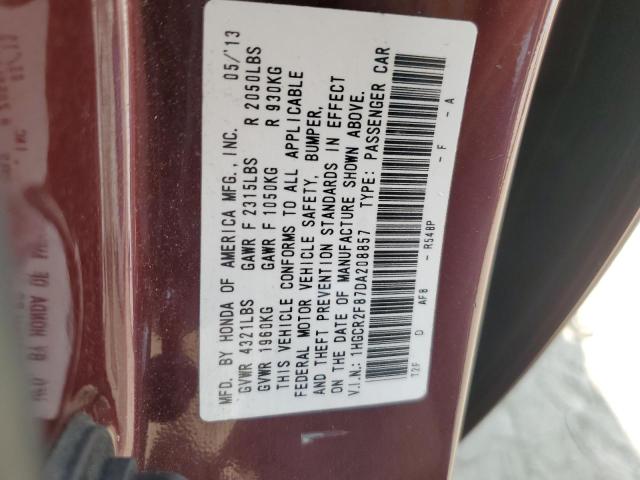 MFD. BY HONDA OF AMERICA MFG., INC. 05/'13
GVWR 4321LBS GAWR F 2315LBS R 2050LBS
GVWR 1960KG GAWR F 1050KG R 930KG
THIS VEHICLE CONFORMS TO ALL APPLICABLE
FEDERAL MOTOR VEHICLE SAFETY, BUMPER,
AND THEFT PREVENTION STANDARDS IN EFFECT
ON THE DATE OF MANUFACTURE SHOWN ABOVE.
V.I.N.: 1HGCR2F87DA208857 TYPE: PASSENGER CAR
T2F D AF8 - R548P - F - A